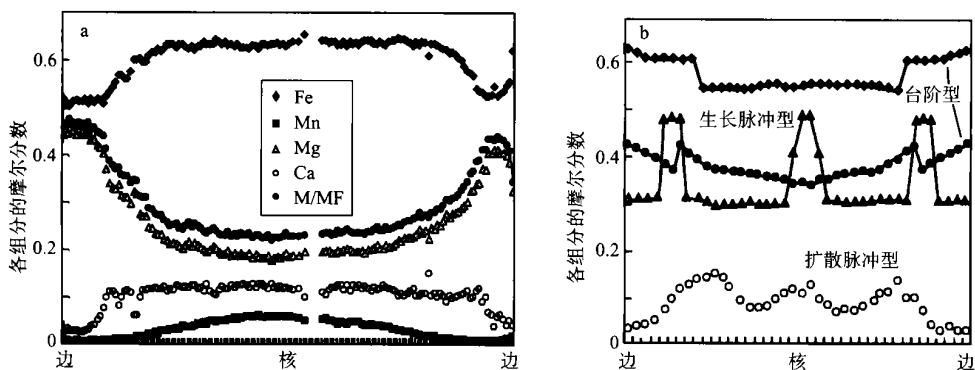 a
各组分的摩尔分数
0.6
0.4
0.2
0
Fe
Mn
Mg
Ca
M/MF
边
核
边
b
各组分的摩尔分数
0.6
0.4
0.2
0
台阶型
生长脉冲型
扩散脉冲型
边
核
边